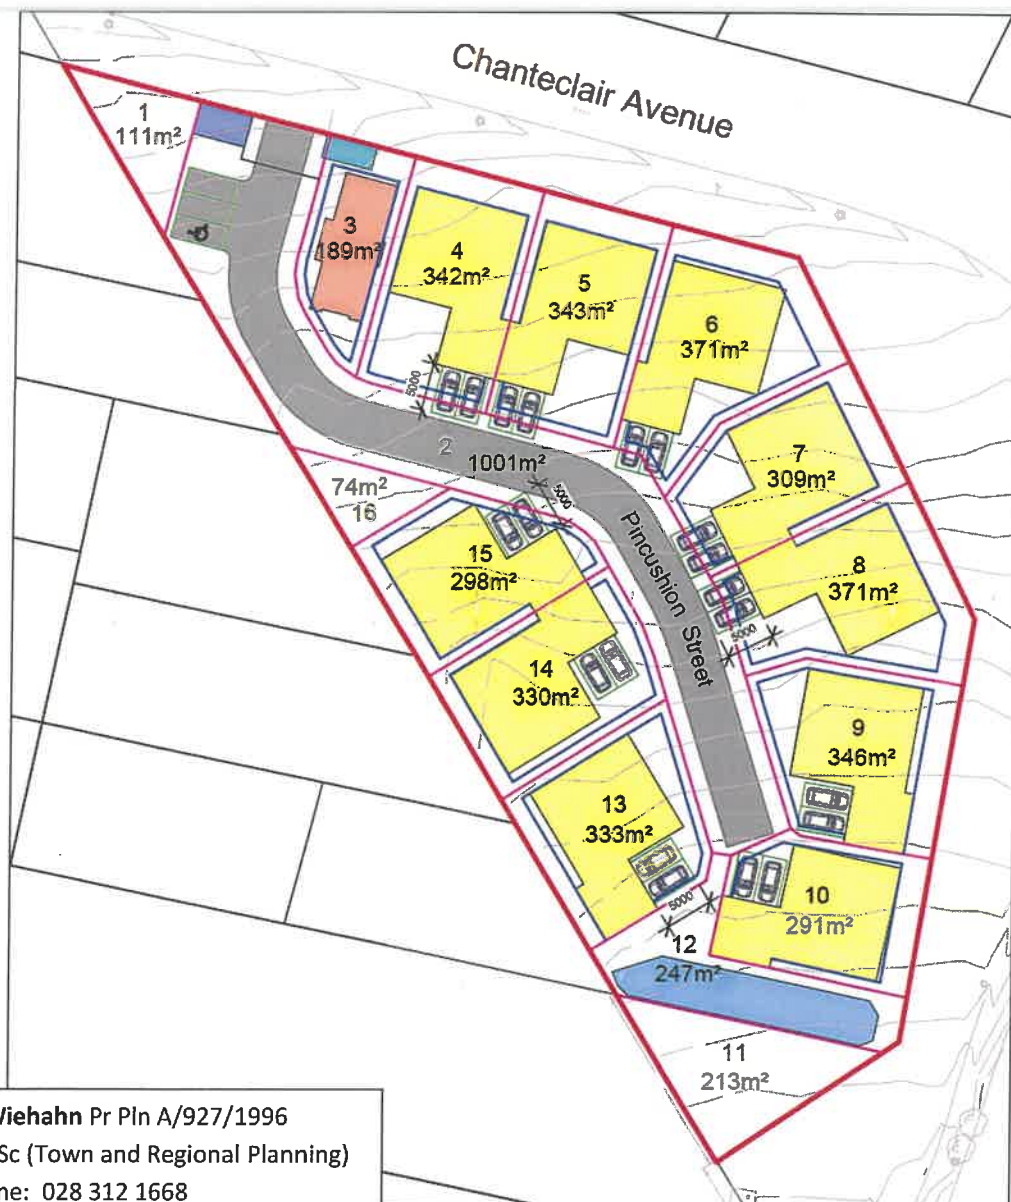 Chanteclair Avenue
1
111m²
3
189m²
4
342m²
5
343m²
6
371m²
5000
7
309m²
2
1001m²
74m²
16
5000
Pincushion Street
15
298m²
8
371m²
5000
14
330m²
9
346m²
13
333m²
5000
10
291m²
12
247m²
11
213m²
Viehahn Pr Pln A/927/1996
Sc (Town and Regional Planning)
ne: 028 312 1668